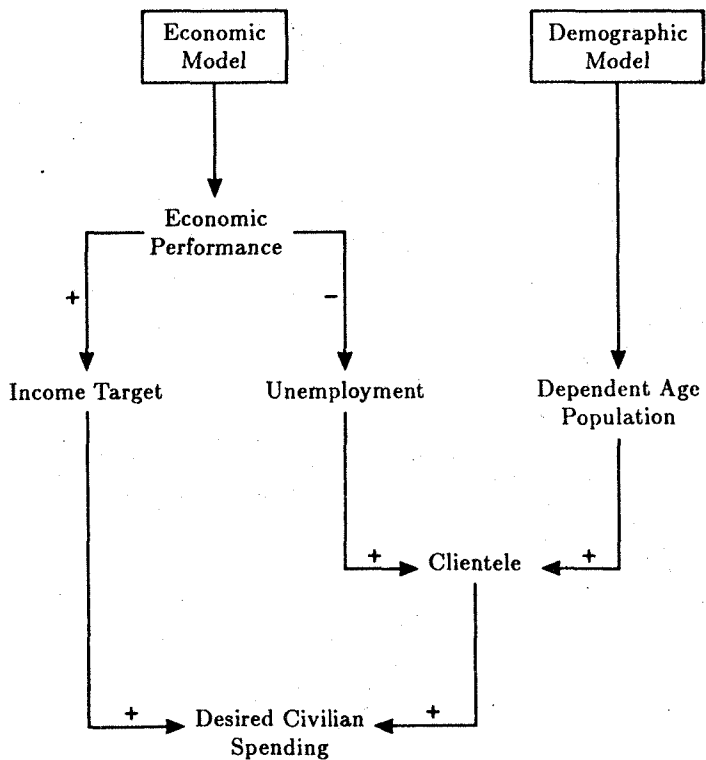 Economic
Model
Demographic
Model
Economic
Performance
+
−
Income Target
Unemployment
Dependent Age
Population
+
Clientele
+
+
Desired Civilian
Spending
+